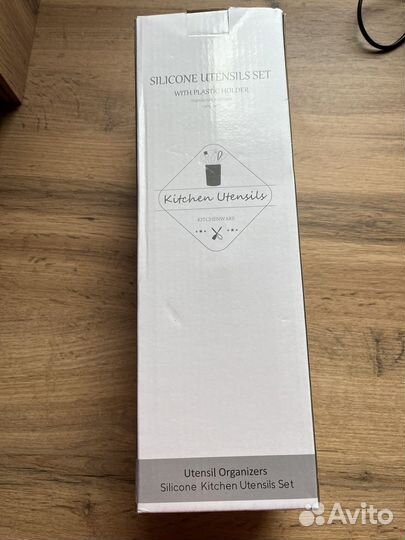 SILICONE UTENSILS SET
WITH PLASTIC HOLDER
Kitchen Utensils
KITCHENWARE
Utensil Organizers
Silicone Kitchen Utensils Set
Avito